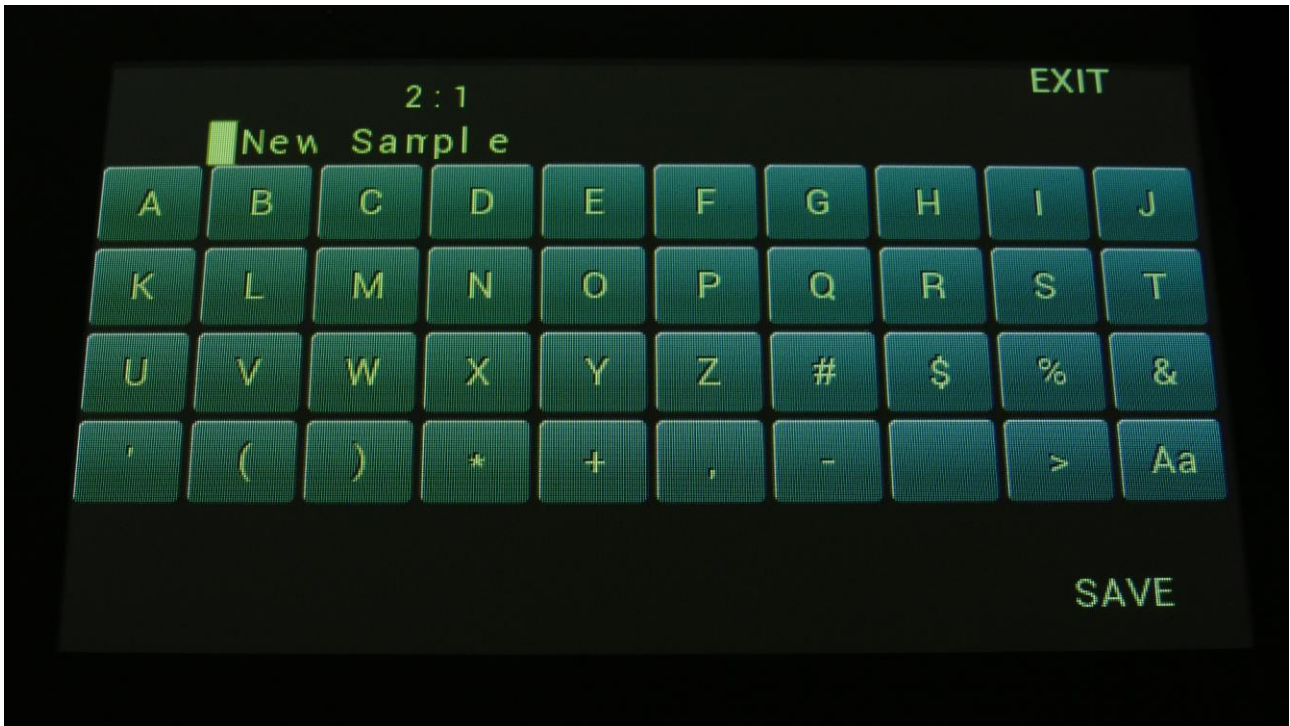 EXIT
2:1
New Sample
A B C D E F G H I J
K L M N O P Q R S T
U V W X Y Z # $ % &
' ( ) * + , - > Aa
SAVE